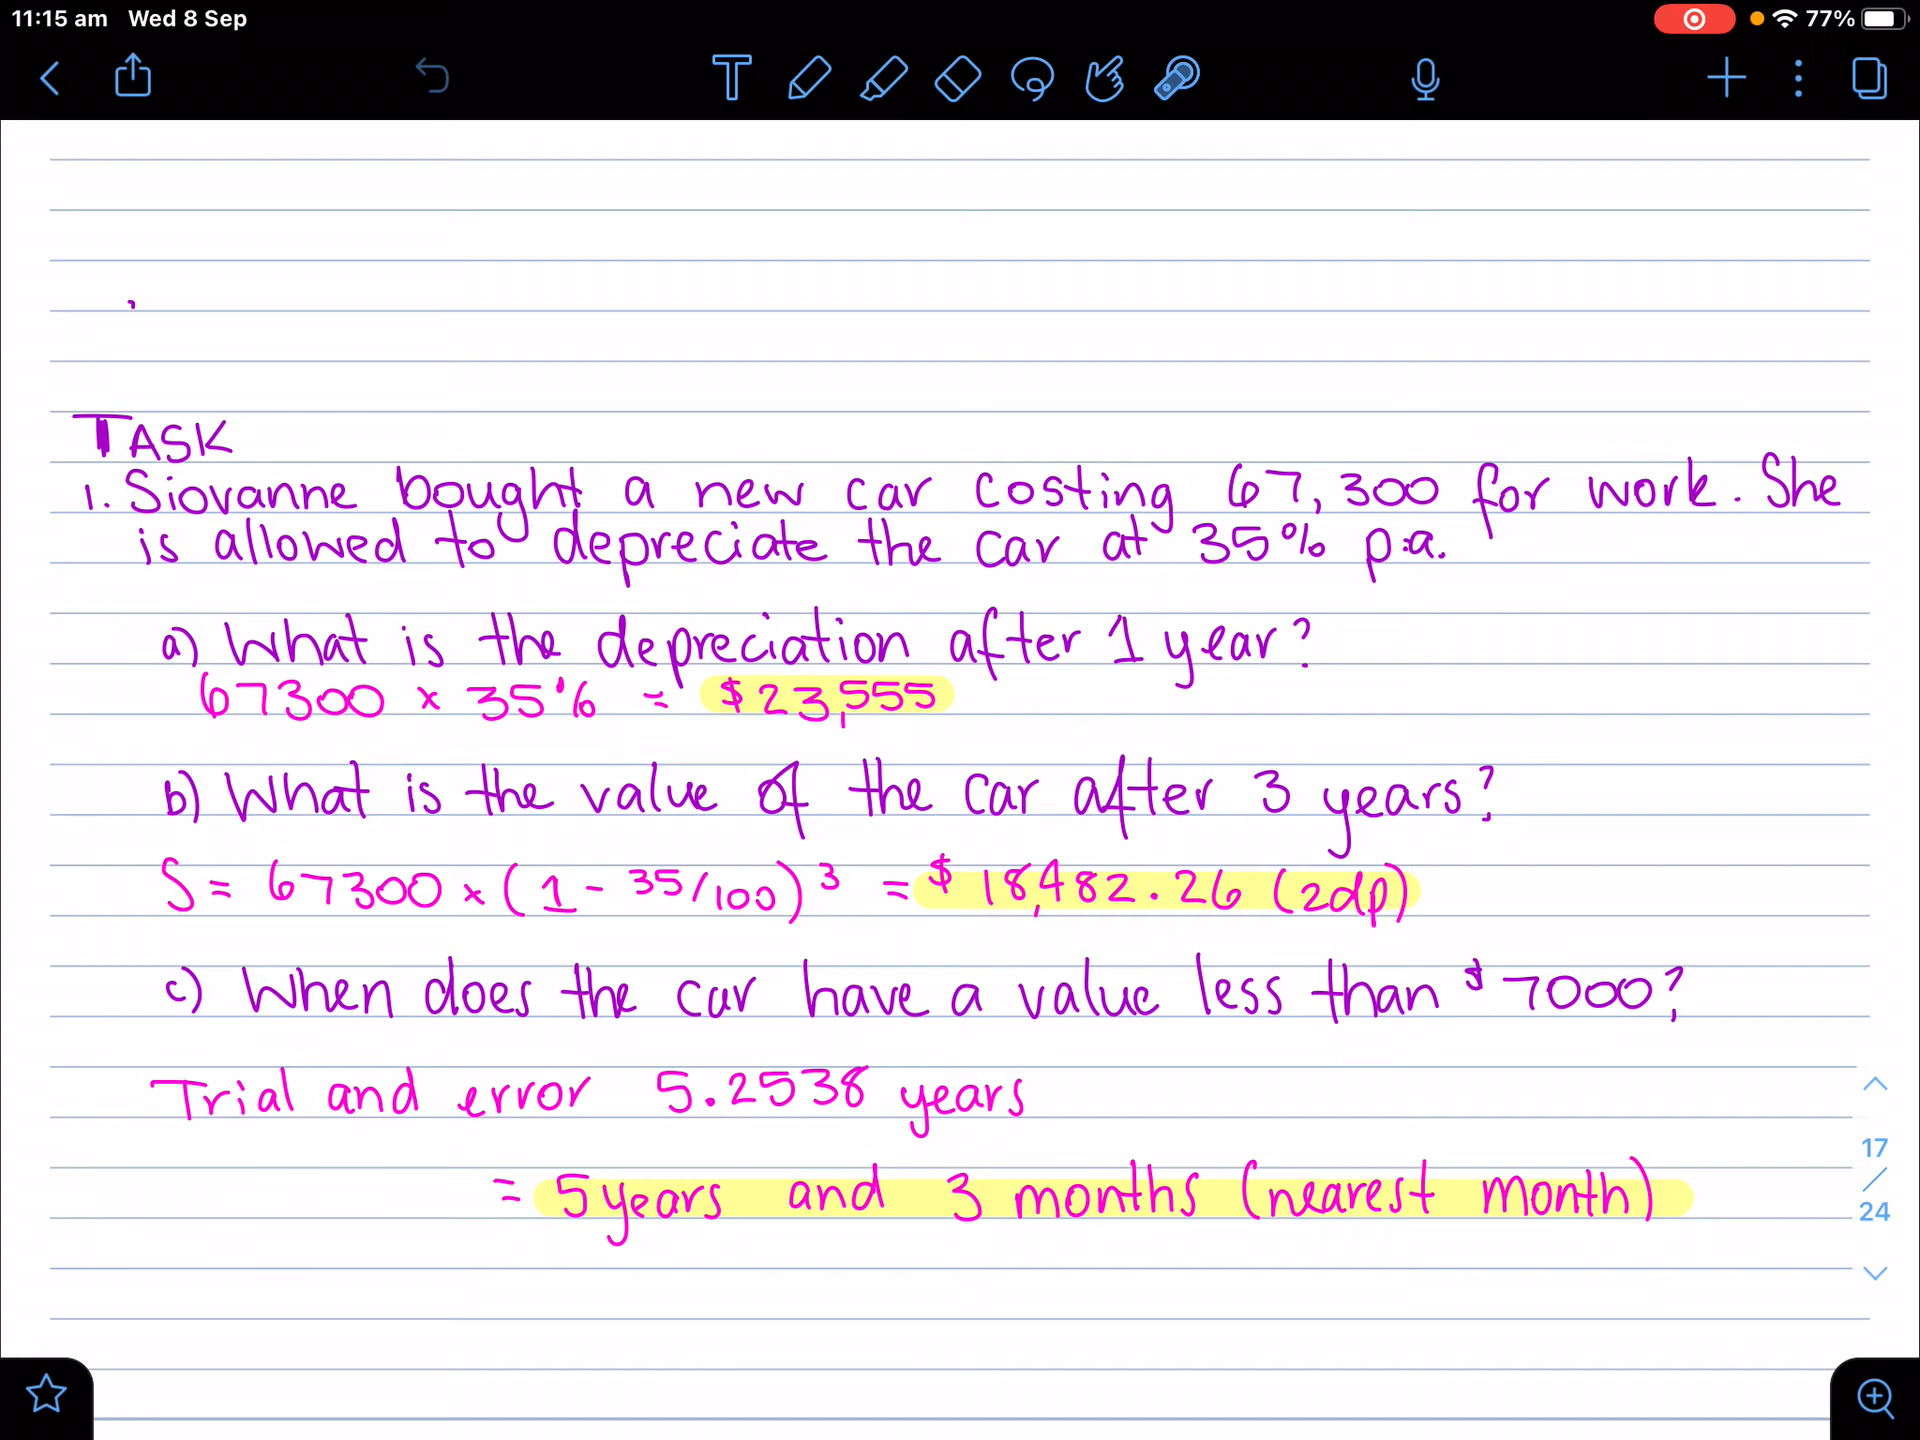 11:15 am Wed 8 Sep 77%
TASK
1. Siovanne bought a new car costing 67,300 for work. She
is allowed to depreciate the car at 35% p.a.
a) What is the depreciation after 1 year?
67300 × 35% = $23,555
b) What is the value of the car after 3 years?
S = 67300 × (1 - 35/100)³ = $18,482.26 (2dp)
c) When does the car have a value less than $7000?
Trial and error 5.2538 years
= 5 years and 3 months (nearest month)
17
/
24